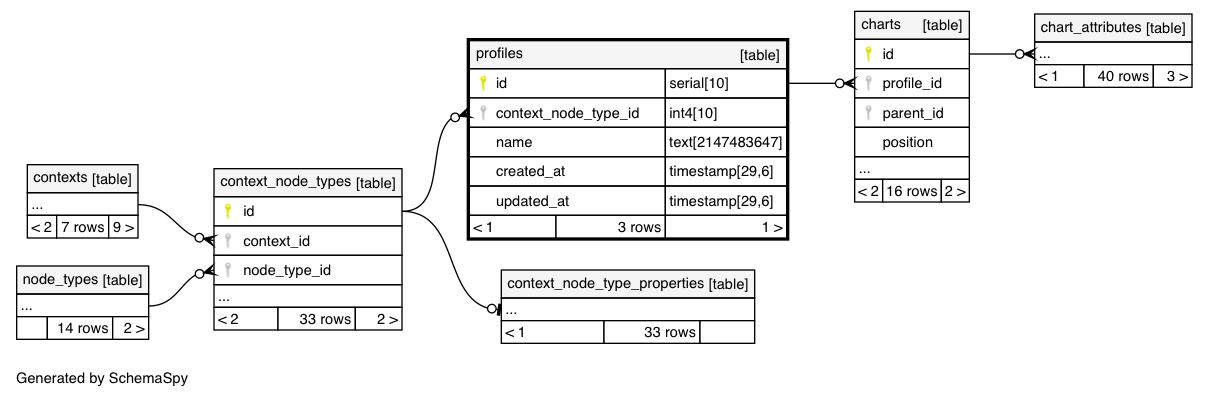 contexts [table]
...
< 2 7 rows 9 >
node_types [table]
...
14 rows 2 >
context_node_types [table]
id
context_id
node_type_id
...
< 2 33 rows 2 >
profiles [table]
id serial[10]
context_node_type_id int4[10]
name text[2147483647]
created_at timestamp[29,6]
updated_at timestamp[29,6]
< 1 3 rows 1 >
context_node_type_properties [table]
...
< 1 33 rows
charts [table]
id
profile_id
parent_id
position
...
< 2 16 rows 2 >
chart_attributes [table]
...
< 1 40 rows 3 >
Generated by SchemaSpy